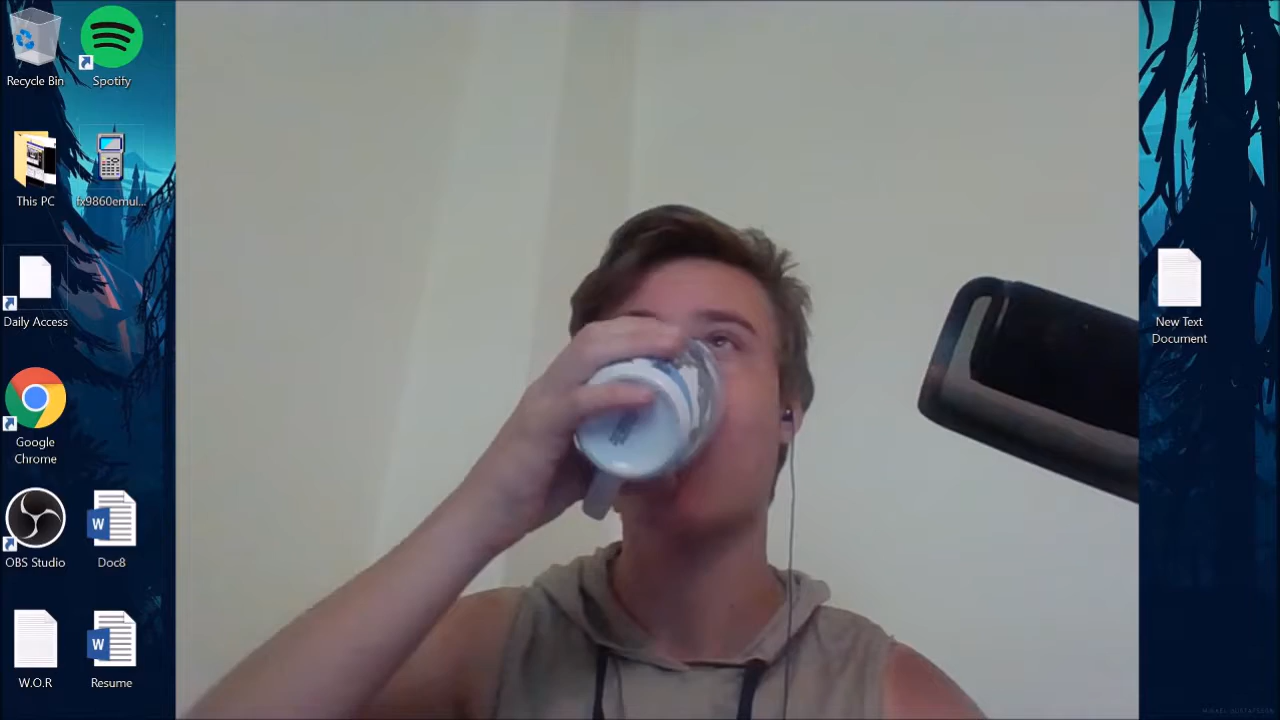 Recycle Bin
Spotify
This PC
fx9860emul...
Daily Access
Google
Chrome
OBS Studio
Doc8
W.O.R
Resume
New Text
Document